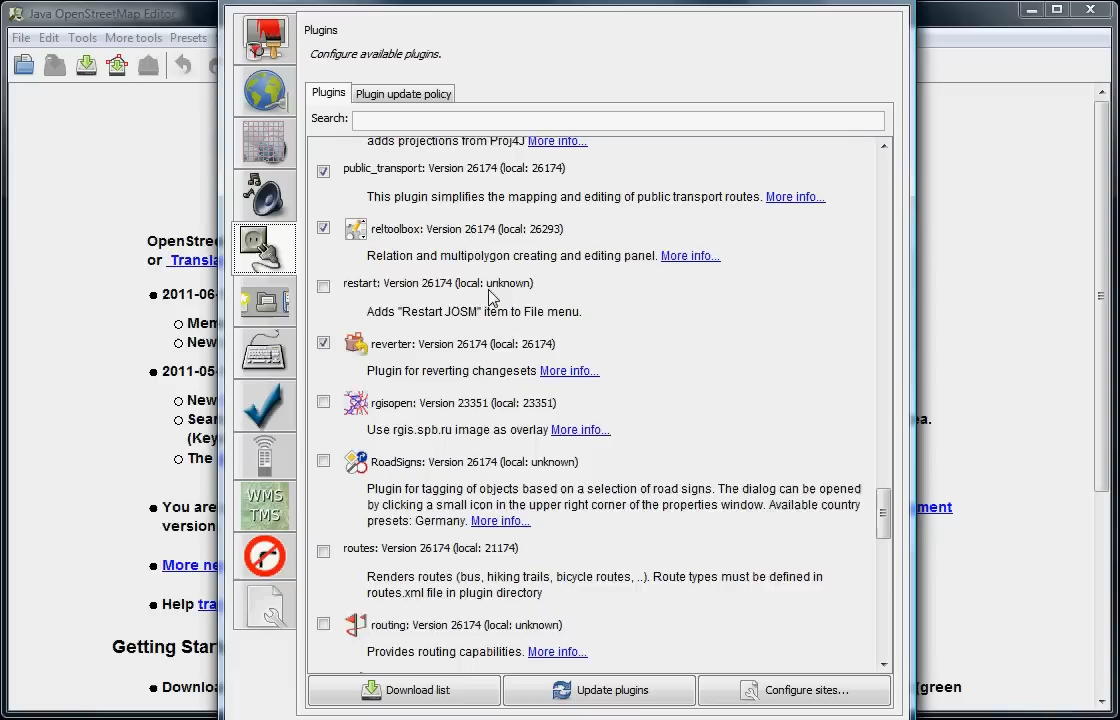 Java OpenStreetMap Editor
File Edit Tools More tools Presets
OpenStree
or Transla
2011-06-
Mem
New
2011-05-
New
Sear
(Key
The
You are
version
More ne
Help tra
Getting Star
Downloa
Plugins
Configure available plugins.
Plugins Plugin update policy
Search:
adds projections from Proj4J More info...
public_transport: Version 26174 (local: 26174)
This plugin simplifies the mapping and editing of public transport routes. More info...
reltoolbox: Version 26174 (local: 26293)
Relation and multipolygon creating and editing panel. More info...
restart: Version 26174 (local: unknown)
Adds "Restart JOSM" item to File menu.
reverter: Version 26174 (local: 26174)
Plugin for reverting changesets More info...
rgisopen: Version 23351 (local: 23351)
Use rgis.spb.ru image as overlay More info...
RoadSigns: Version 26174 (local: unknown)
Plugin for tagging of objects based on a selection of road signs. The dialog can be opened
by clicking a small icon in the upper right corner of the properties window. Available country
presets: Germany. More info...
routes: Version 26174 (local: 21174)
Renders routes (bus, hiking trails, bicycle routes, ..). Route types must be defined in
routes.xml file in plugin directory
routing: Version 26174 (local: unknown)
Provides routing capabilities. More info...
Download list Update plugins Configure sites...
WMS
TMS
a.
ment
(green